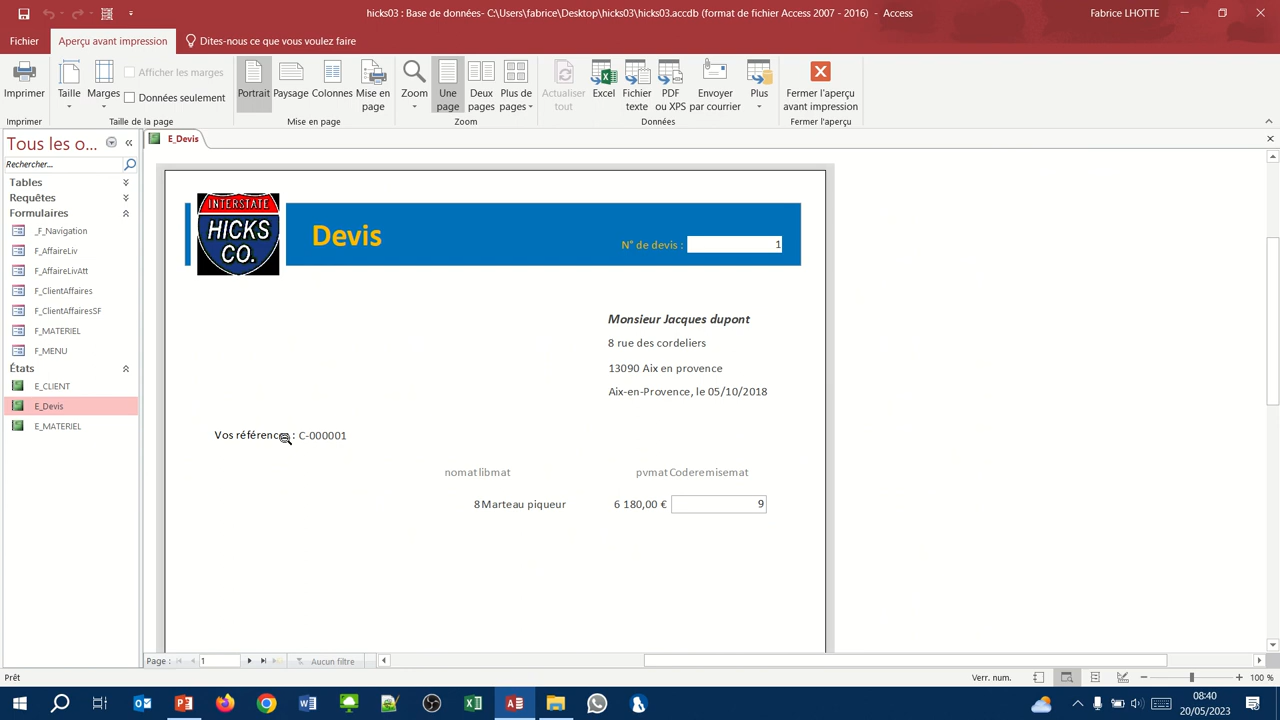 hicks03 : Base de données- C:\Users\fabrice\Desktop\hicks03\hicks03.accdb (format de fichier Access 2007 - 2016) - Access
Fabrice LHOTTE
Fichier
Aperçu avant impression
Dites-nous ce que vous voulez faire
Imprimer
Taille
Marges
Afficher les marges
Données seulement
Portrait
Paysage
Colonnes
Mise en page
Zoom
Une page
Deux pages
Plus de pages
Actualiser tout
Excel
Fichier texte
PDF ou XPS
Envoyer par courrier
Plus
Fermer l'aperçu avant impression
Imprimer
Taille de la page
Mise en page
Zoom
Données
Fermer l'aperçu
Tous les o...
E_Devis
Rechercher...
Tables
Requêtes
Formulaires
_F_Navigation
F_AffaireLiv
F_AffaireLivAtt
F_ClientAffaires
F_ClientAffairesSF
F_MATERIEL
F_MENU
États
E_CLIENT
E_Devis
E_MATERIEL
INTERSTATE
HICKS
CO.
Devis
N° de devis : 1
Monsieur Jacques dupont
8 rue des cordeliers
13090 Aix en provence
Aix-en-Provence, le 05/10/2018
Vos références : C-000001
nomat libmat pvmat Coderemisemat
8 Marteau piqueur 6 180,00 € 9
Page : 1
Aucun filtre
Prêt
Verr. num.
100 %
08:40
20/05/2023